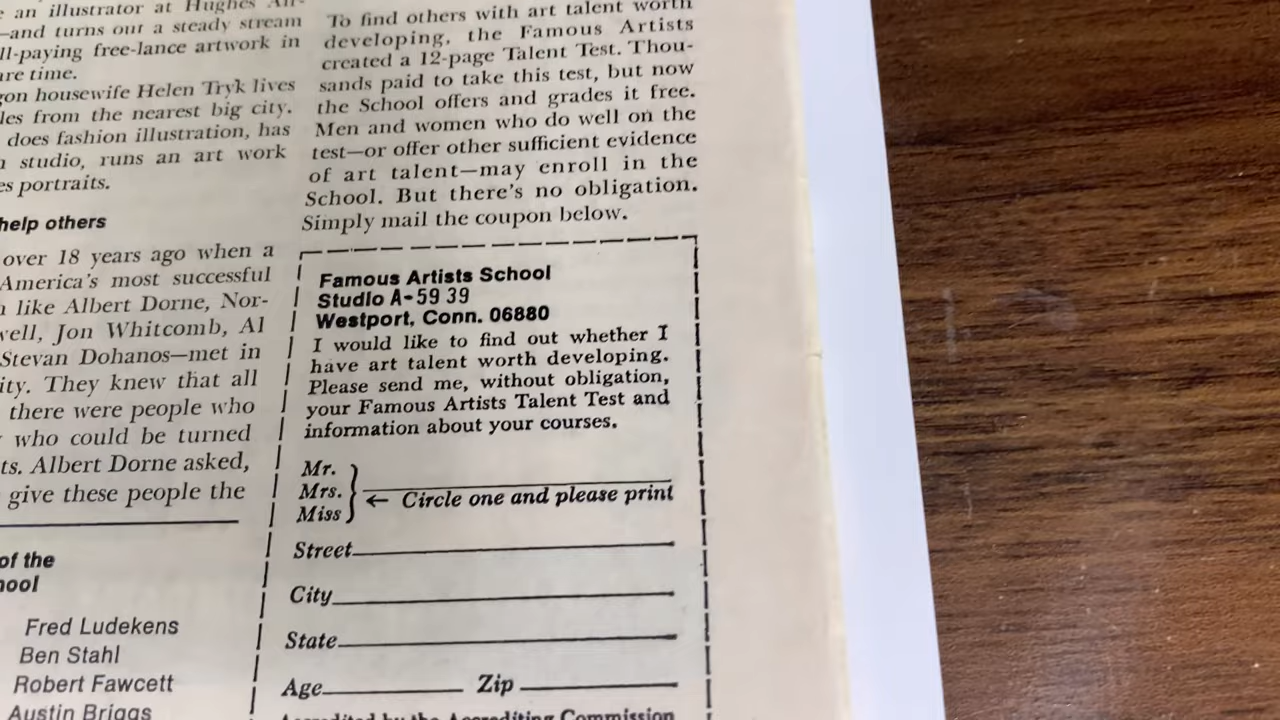 an illustrator at Hughes Air-
—and turns out a steady stream
ll-paying free-lance artwork in
are time.
gon housewife Helen Tryk lives
les from the nearest big city.
does fashion illustration, has
n studio, runs an art work
es portraits.
help others
over 18 years ago when a
America's most successful
like Albert Dorne, Nor-
well, Jon Whitcomb, Al
Stevan Dohanos—met in
ity. They knew that all
there were people who
who could be turned
ts. Albert Dorne asked,
give these people the
of the
hool
Fred Ludekens
Ben Stahl
Robert Fawcett
Austin Briggs
To find others with art talent worth
developing, the Famous Artists
created a 12-page Talent Test. Thou-
sands paid to take this test, but now
the School offers and grades it free.
Men and women who do well on the
test—or offer other sufficient evidence
of art talent—may enroll in the
School. But there's no obligation.
Simply mail the coupon below.
Famous Artists School
Studio A-59 39
Westport, Conn. 06880
I would like to find out whether I
have art talent worth developing.
Please send me, without obligation,
your Famous Artists Talent Test and
information about your courses.
Mr.
Mrs. ← Circle one and please print
Miss
Street
City
State
Age Zip
Accredited by the Accrediting Commission